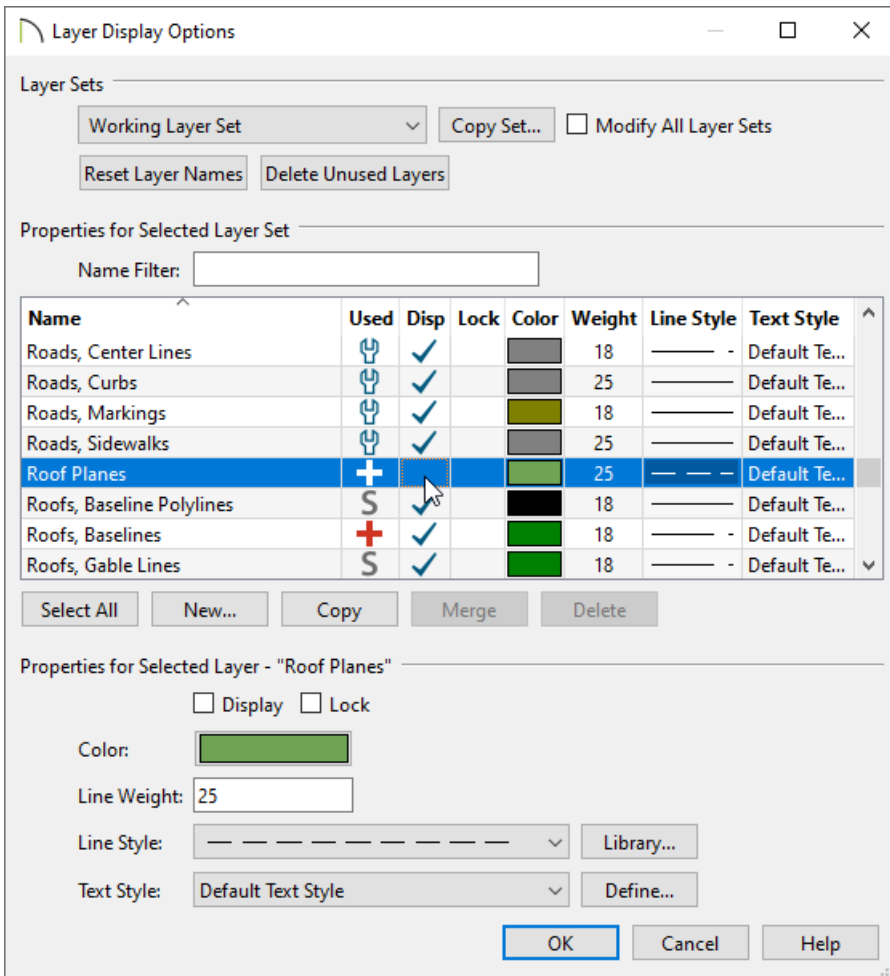 Layer Display Options
Layer Sets
Working Layer Set Copy Set... Modify All Layer Sets
Reset Layer Names Delete Unused Layers
Properties for Selected Layer Set
Name Filter:
Name Used Disp Lock Color Weight Line Style Text Style
Roads, Center Lines 18 Default Te...
Roads, Curbs 25 Default Te...
Roads, Markings 18 Default Te...
Roads, Sidewalks 25 Default Te...
Roof Planes 25 Default Te...
Roofs, Baseline Polylines S 18 Default Te...
Roofs, Baselines 18 Default Te...
Roofs, Gable Lines S 18 Default Te...
Select All New... Copy Merge Delete
Properties for Selected Layer - "Roof Planes"
Display Lock
Color:
Line Weight: 25
Line Style: Library...
Text Style: Default Text Style Define...
OK Cancel Help